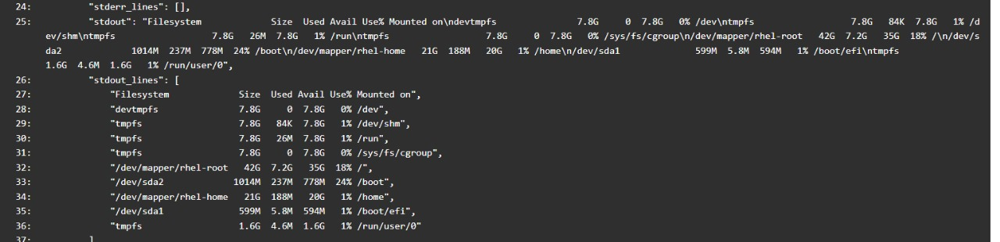 24:          "stderr_lines": [],
25:          "stdout": "Filesystem             Size  Used Avail Use% Mounted on\ndevtmpfs               7.8G     0  7.8G   0% /dev\ntmpfs                  7.8G   84K  7.8G   1% /d
ev/shm\ntmpfs                  7.8G   26M  7.8G   1% /run\ntmpfs                  7.8G     0  7.8G   0% /sys/fs/cgroup\n/dev/mapper/rhel-root   42G  7.2G   35G  18% /\n/dev/s
da2             1014M  237M  778M  24% /boot\n/dev/mapper/rhel-home   21G  188M   20G   1% /home\n/dev/sda1              599M  5.8M  594M   1% /boot/efi\ntmpfs
1.6G  4.6M  1.6G   1% /run/user/0",
26:          "stdout_lines": [
27:              "Filesystem             Size  Used Avail Use% Mounted on",
28:              "devtmpfs               7.8G     0  7.8G   0% /dev",
29:              "tmpfs                  7.8G   84K  7.8G   1% /dev/shm",
30:              "tmpfs                  7.8G   26M  7.8G   1% /run",
31:              "tmpfs                  7.8G     0  7.8G   0% /sys/fs/cgroup",
32:              "/dev/mapper/rhel-root   42G  7.2G   35G  18% /",
33:              "/dev/sda2             1014M  237M  778M  24% /boot",
34:              "/dev/mapper/rhel-home   21G  188M   20G   1% /home",
35:              "/dev/sda1              599M  5.8M  594M   1% /boot/efi",
36:              "tmpfs                  1.6G  4.6M  1.6G   1% /run/user/0"
37:          ]